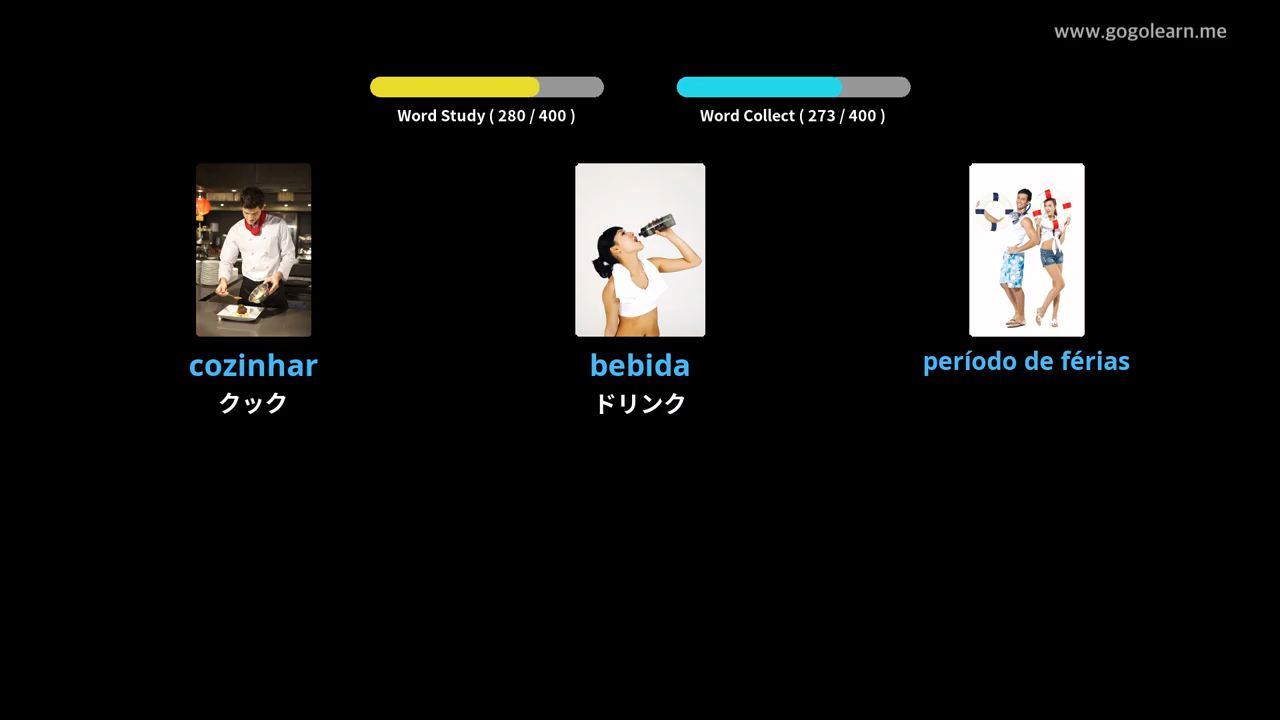 www.gogolearn.me
Word Study ( 280 / 400 )
Word Collect ( 273 / 400 )
cozinhar
クック
bebida
ドリンク
período de férias